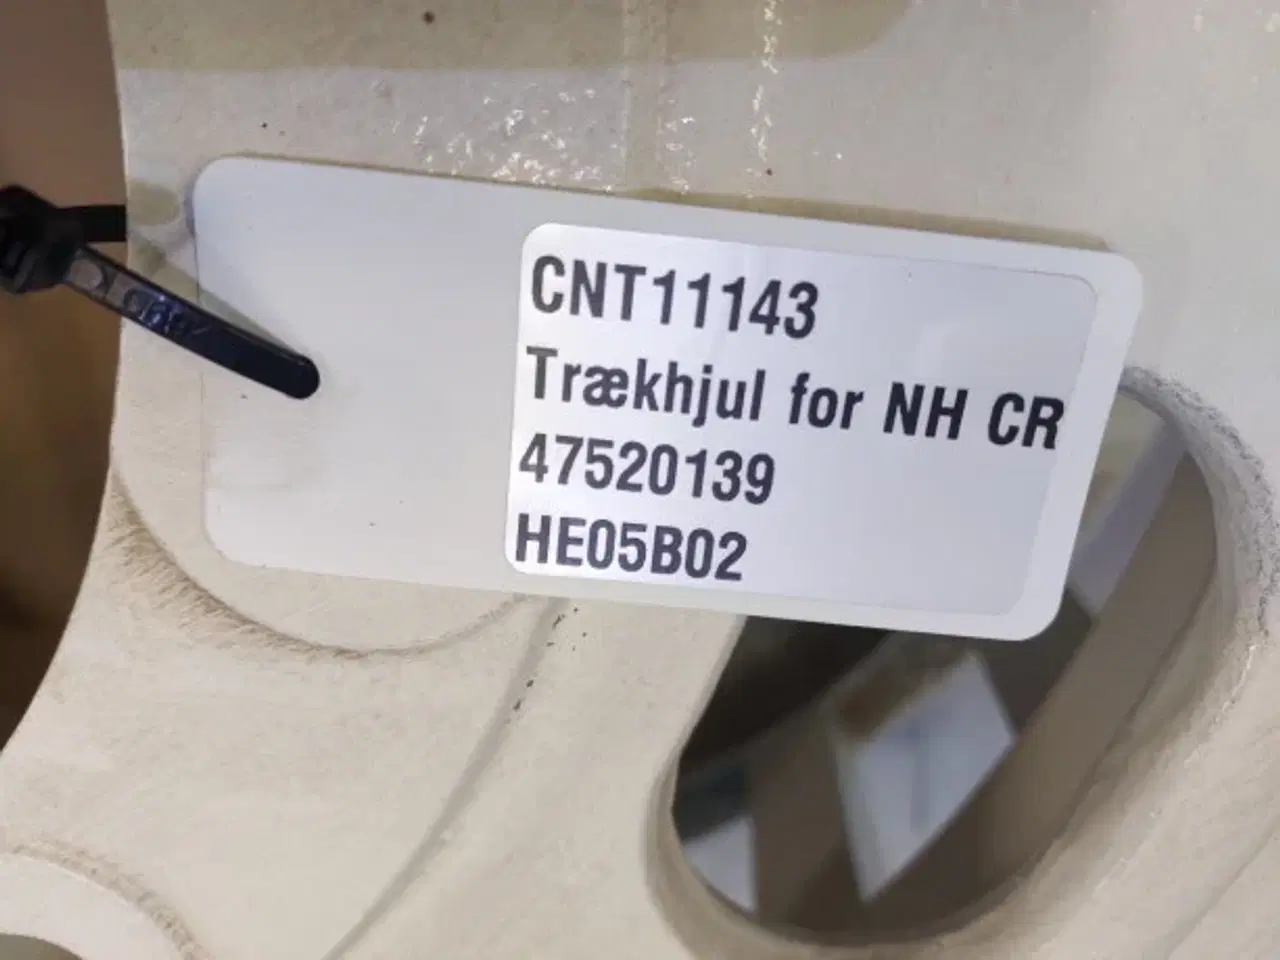 CNT11143
Trækhjul for NH CR
47520139
HE05B02